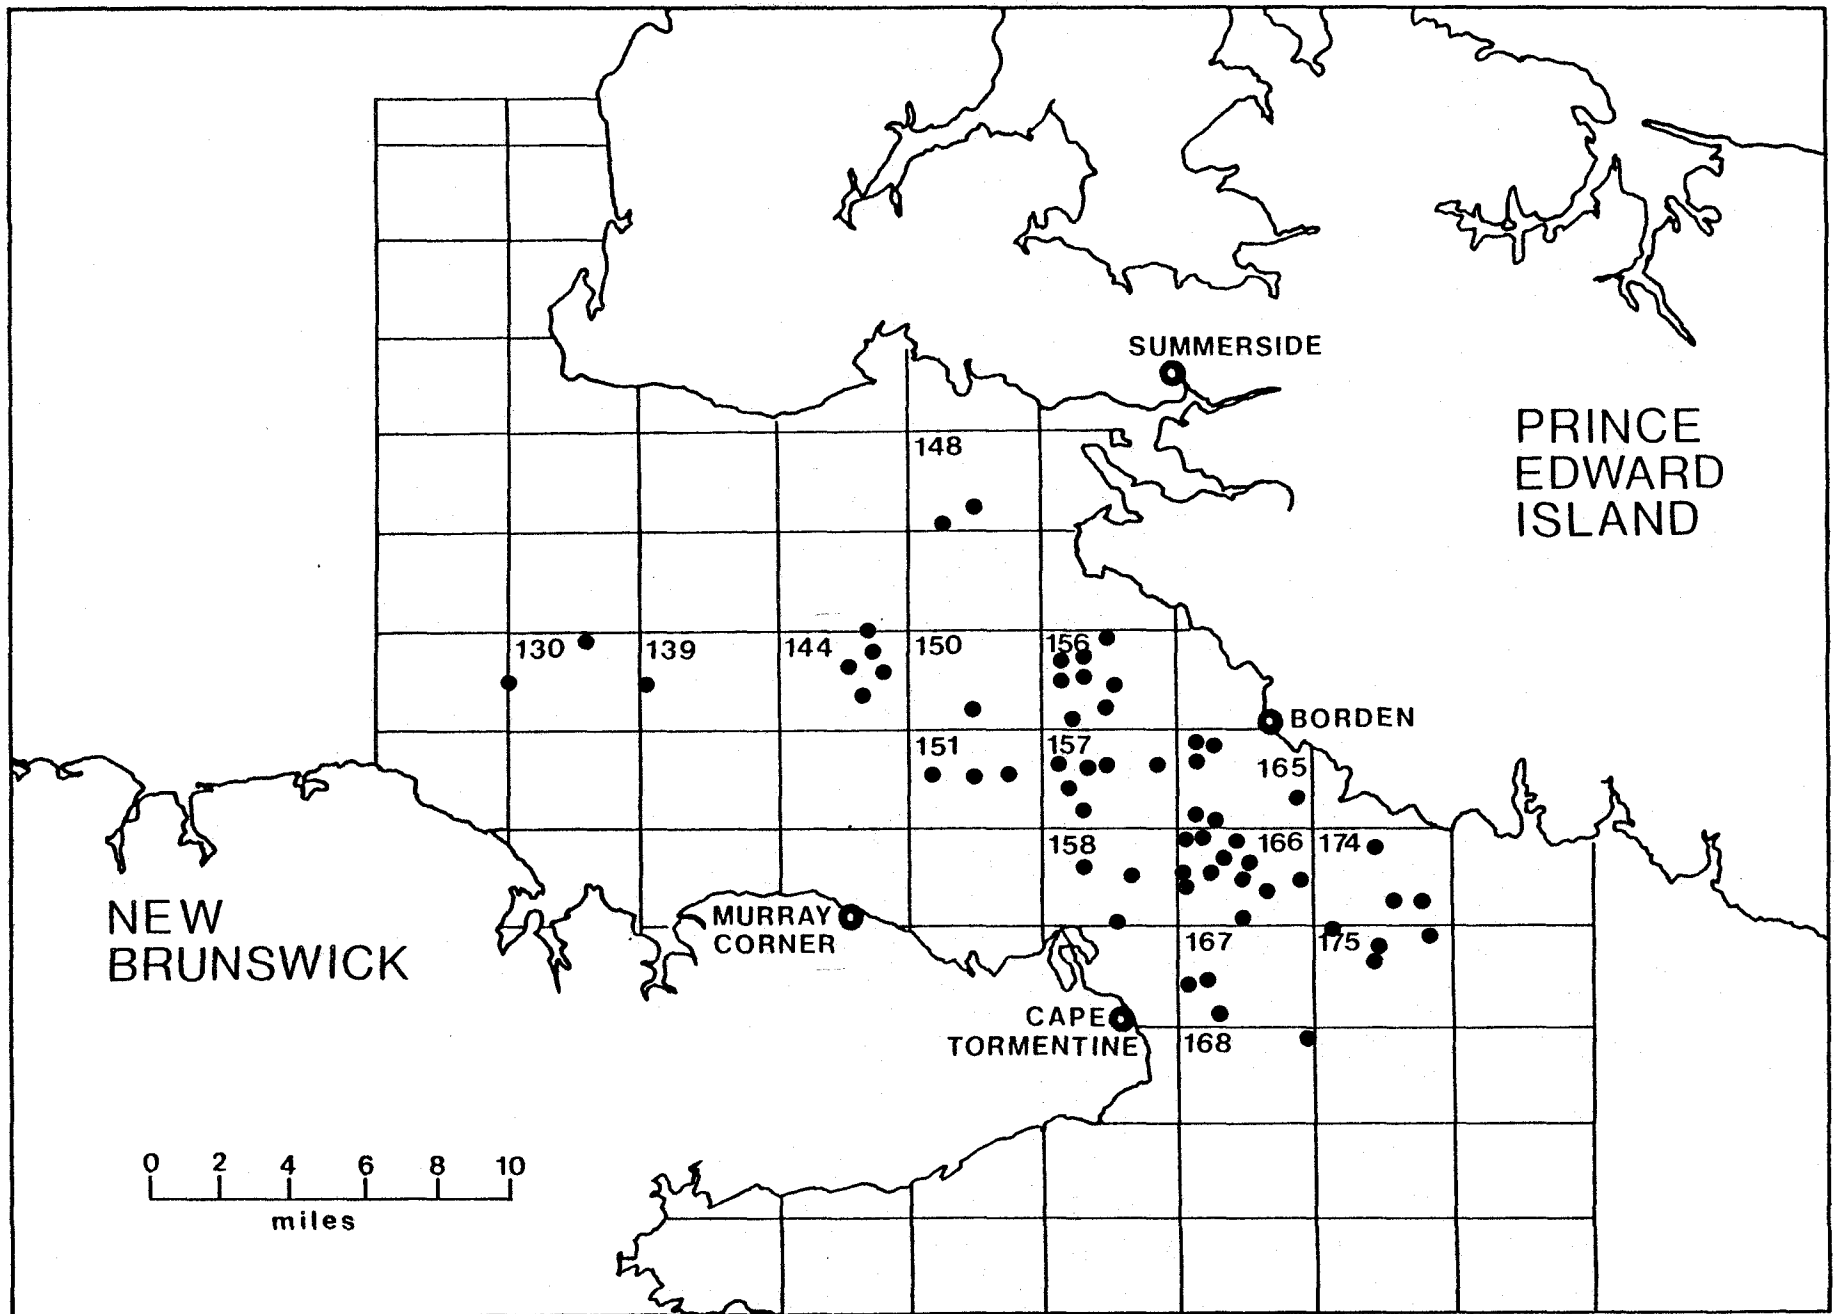 SUMMERSIDE
PRINCE
EDWARD
ISLAND
148
130
139
144
150
156
BORDEN
151
157
165
158
166
174
NEW
BRUNSWICK
MURRAY
CORNER
167
175
CAPE
TORMENTINE
168
0 2 4 6 8 10
miles